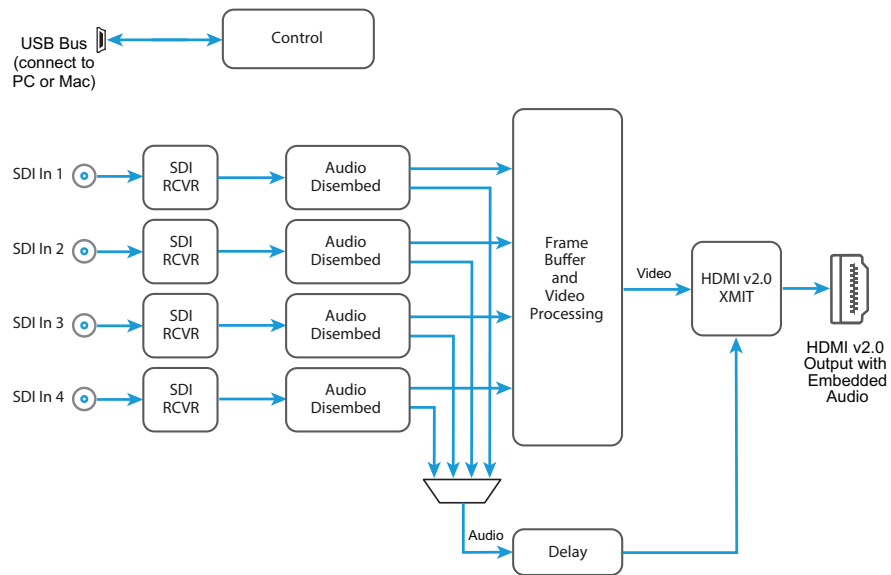 USB Bus
(connect to
PC or Mac)
Control
SDI In 1
SDI
RCVR
Audio
Disembed
SDI In 2
SDI
RCVR
Audio
Disembed
SDI In 3
SDI
RCVR
Audio
Disembed
SDI In 4
SDI
RCVR
Audio
Disembed
Frame
Buffer
and
Video
Processing
Video
HDMI v2.0
XMIT
HDMI v2.0
Output with
Embedded
Audio
Audio
Delay